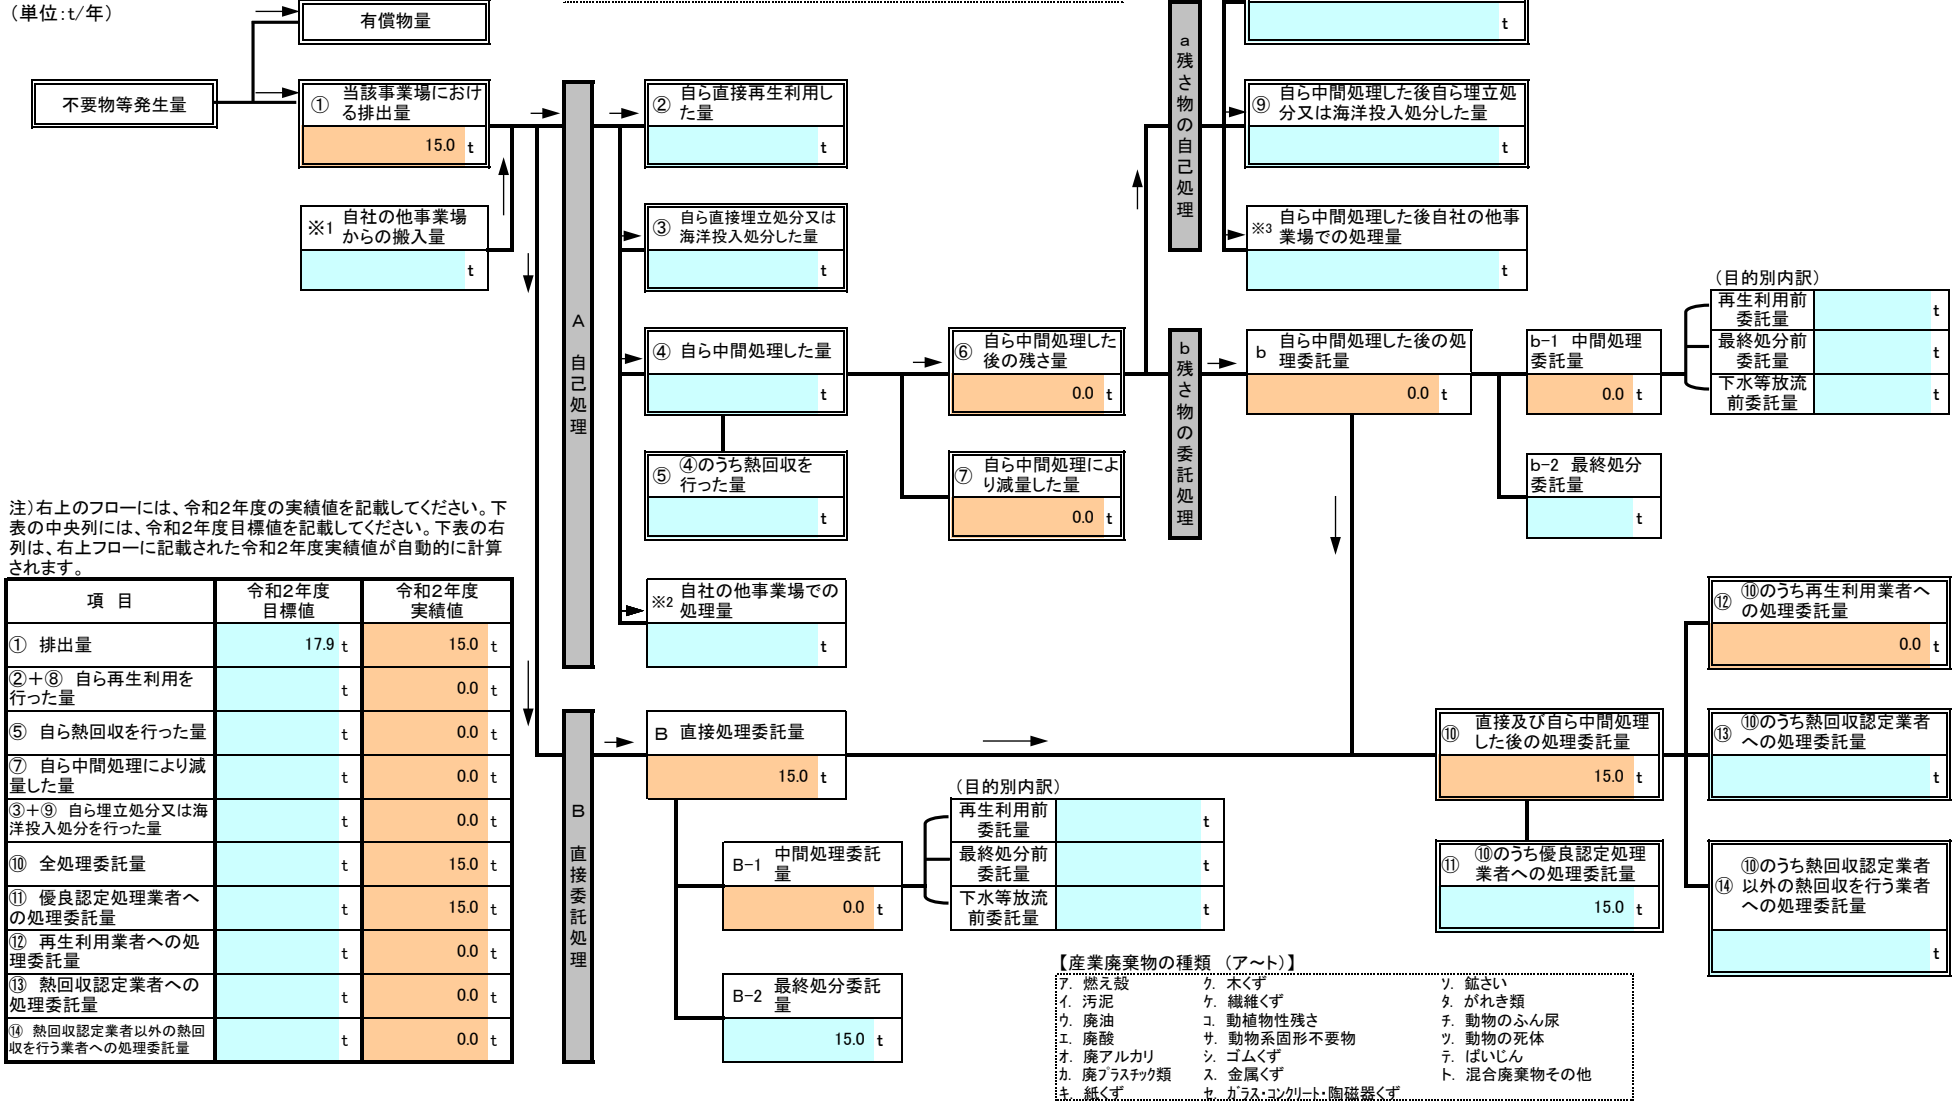 （単位：t/年）
有償物量
t
不要物等発生量
①
当該事業場におけ
る排出量
15.0 t
※1
自社の他事業場
からの搬入量
t
A 自己処理
②
自ら直接再生利用し
た量
t
③
自ら直接埋立処分又は
海洋投入処分した量
t
④ 自ら中間処理した量
t
⑤
④のうち熱回収を
行った量
t
※2
自社の他事業場での
処理量
t
⑥
自ら中間処理した
後の残さ量
0.0 t
⑦
自ら中間処理によ
り減量した量
0.0 t
a残さ物の自己処理
⑨
自ら中間処理した後自ら埋立処
分又は海洋投入処分した量
t
※3
自ら中間処理した後自社の他事
業場での処理量
t
b残さ物の委託処理
b
自ら中間処理した後の処
理委託量
0.0 t
b-1 中間処理
委託量
0.0 t
b-2 最終処分
委託量
t
（目的別内訳）
再生利用前
委託量
t
最終処分前
委託量
t
下水等放流
前委託量
t
注）右上のフローには、令和２年度の実績値を記載してください。下
表の中央列には、令和２年度目標値を記載してください。下表の右
列は、右上フローに記載された令和２年度実績値が自動的に計算
されます。
項 目
令和２年度
目標値
令和２年度
実績値
① 排出量 17.9 t 15.0 t
②＋⑧ 自ら再生利用を
行った量
t 0.0 t
⑤ 自ら熱回収を行った量 t 0.0 t
⑦ 自ら中間処理により減
量した量
t 0.0 t
③＋⑨ 自ら埋立処分又は海
洋投入処分を行った量
t 0.0 t
⑩ 全処理委託量 t 15.0 t
⑪ 優良認定処理業者へ
の処理委託量
t 15.0 t
⑫ 再生利用業者への処
理委託量
t 0.0 t
⑬ 熱回収認定業者への
処理委託量
t 0.0 t
⑭ 熱回収認定業者以外の熱回
収を行う業者への処理委託量
t 0.0 t
B 直接委託処理
B 直接処理委託量
15.0 t
B-1
中間処理委託
量
0.0 t
B-2
最終処分委託
量
15.0 t
（目的別内訳）
再生利用前
委託量
t
最終処分前
委託量
t
下水等放流
前委託量
t
⑩
直接及び自ら中間処理
した後の処理委託量
15.0 t
⑪
⑩のうち優良認定処理
業者への処理委託量
15.0 t
⑫
⑩のうち再生利用業者へ
の処理委託量
0.0 t
⑬
⑩のうち熱回収認定業者
への処理委託量
t
⑭
⑩のうち熱回収認定業者
以外の熱回収を行う業者
への処理委託量
t
【産業廃棄物の種類 （ア～ト）】
ア. 燃え殻 ク. 木くず ソ. 鉱さい
イ. 汚泥 ケ. 繊維くず タ. がれき類
ウ. 廃油 コ. 動植物性残さ チ. 動物のふん尿
エ. 廃酸 サ. 動物系固形不要物 ツ. 動物の死体
オ. 廃アルカリ シ. ゴムくず テ. ばいじん
カ. 廃プラスチック類 ス. 金属くず ト. 混合廃棄物その他
キ. 紙くず セ. ガラス・コンクリート・陶磁器くず